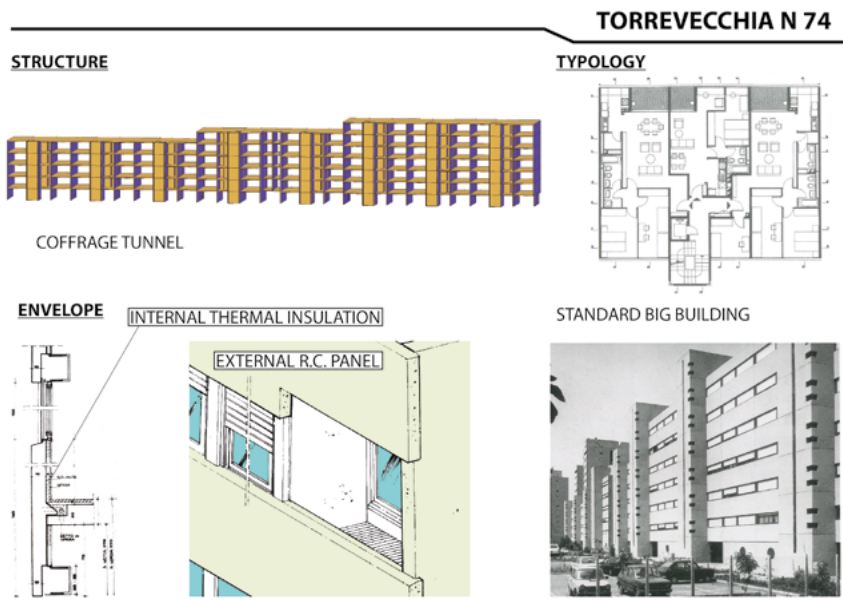 TORREVECCHIA N 74
STRUCTURE
TYPOLOGY
COFFRAGE TUNNEL
ENVELOPE
INTERNAL THERMAL INSULATION
STANDARD BIG BUILDING
EXTERNAL R.C. PANEL